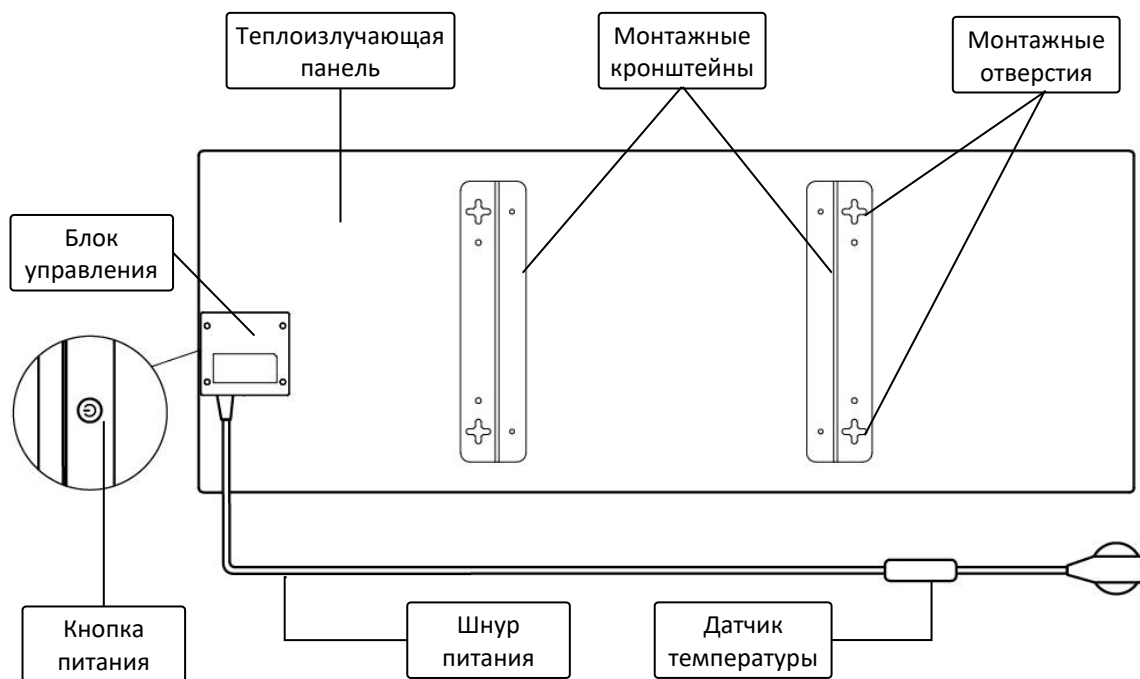 Теплоизлучающая
панель
Монтажные
кронштейны
Монтажные
отверстия
Блок
управления
Кнопка
питания
Шнур
питания
Датчик
температуры